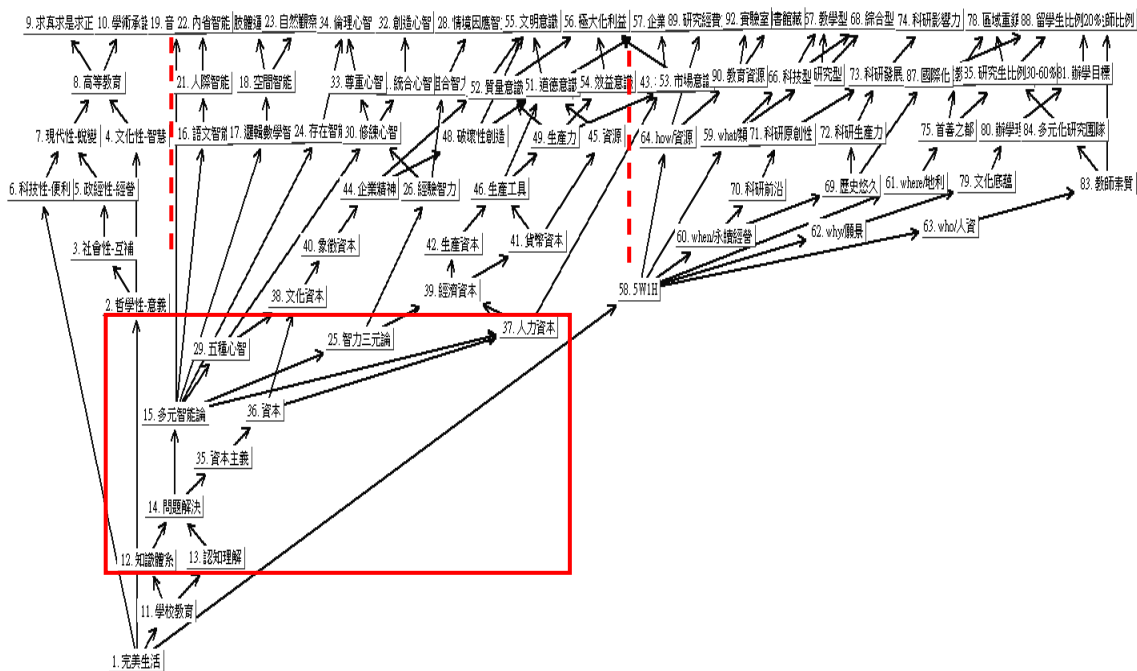 9. 求真求是求正
10. 學術承諾
19. 音
22. 內省智能
23. 自然觀察
34. 倫理心智
32. 創造心智
28. 情境因應智
55. 文明意識
56. 極大化利益
57. 企業
89. 研究經費
92. 實驗室
67. 教學型
68. 綜合型
74. 科研影響力
78. 區域重
88. 留學生比例20%
師比例
8. 高等教育
21. 人際智能
18. 空間智能
33. 尊重心智
統合心智
組合智力
52. 質量意識
51. 道德意識
54. 效益意識
43.
53. 市場意識
90. 教育資源
66. 科技型
研究型
73. 科研發展
87. 國際化
35. 研究生比例30-60%
81. 辦學目標
7. 現代性-蛻變
4. 文化性-智慧
16. 語文智能
17. 邏輯數學智
24. 存在智能
30. 修練心智
48. 破壞性創造
49. 生產力
45. 資源
64. how/資源
59. what/類
71. 科研原創性
72. 科研生產力
75. 首善之都
80. 辦學理
84. 多元化研究團隊
6. 科技性-便利
5. 政經性-經營
44. 企業精神
26. 經驗智力
46. 生產工具
70. 科研前沿
69. 歷史悠久
61. where/地利
79. 文化底蘊
83. 教師素質
3. 社會性-互補
40. 象徵資本
42. 生產資本
41. 貨幣資本
60. when/永續經營
62. why/願景
63. who/人資
2. 哲學性-意義
38. 文化資本
39. 經濟資本
58. 5W1H
29. 五種心智
25. 智力三元論
37. 人力資本
15. 多元智能論
36. 資本
35. 資本主義
14. 問題解決
12. 知識體系
13. 認知理解
11. 學校教育
1. 完美生活